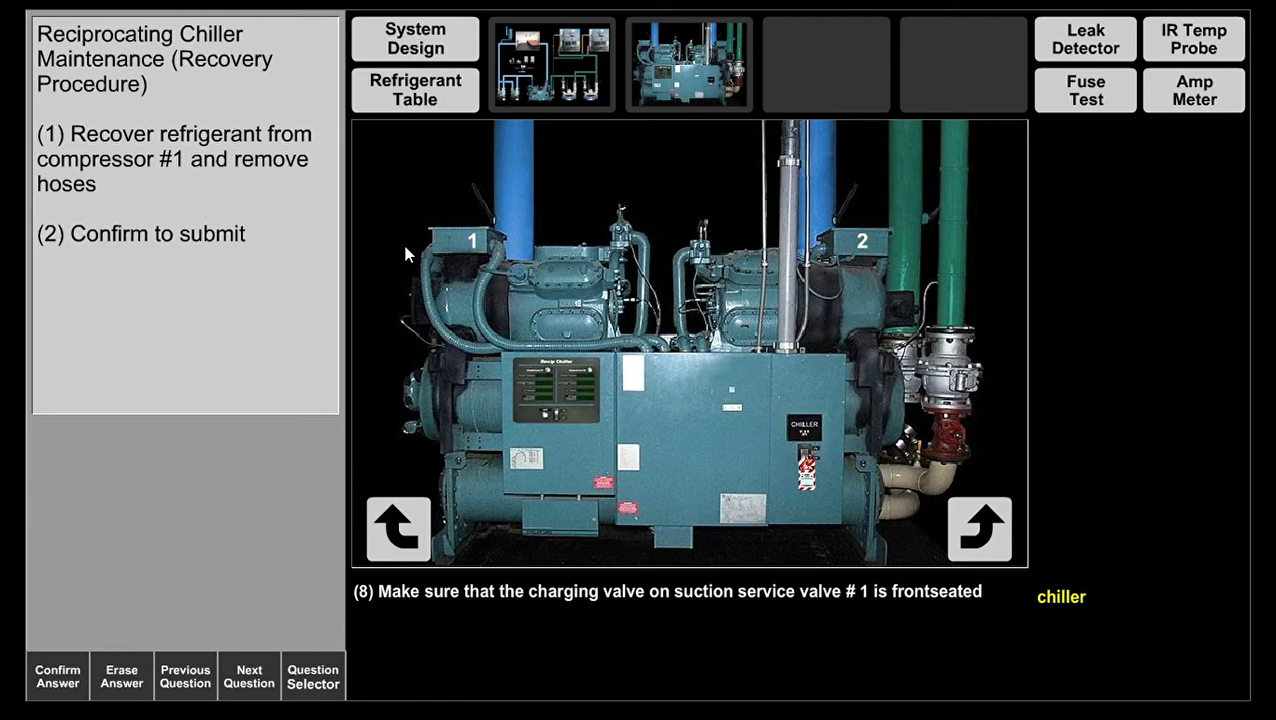 Reciprocating Chiller
Maintenance (Recovery
Procedure)
(1) Recover refrigerant from
compressor #1 and remove
hoses
(2) Confirm to submit
System
Design
Refrigerant
Table
Leak
Detector
IR Temp
Probe
Fuse
Test
Amp
Meter
1
2
Recip Chiller
CHILLER
"A"
(8) Make sure that the charging valve on suction service valve # 1 is frontseated
chiller
Confirm
Answer
Erase
Answer
Previous
Question
Next
Question
Question
Selector